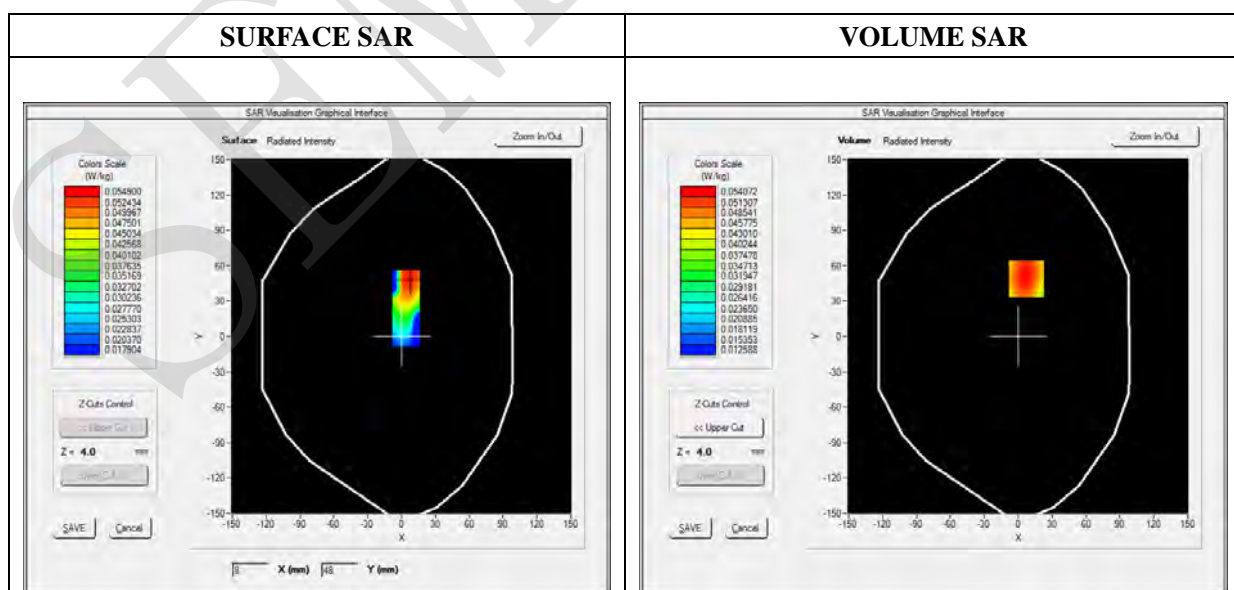 SURFACE SAR
VOLUME SAR
SAR Visualisation Graphical Interface
Surface Radiated Intensity
Zoom In/Out
Colors Scale
(W/kg)
0.054900
0.052434
0.049967
0.047501
0.045034
0.042568
0.040102
0.037635
0.035169
0.032702
0.030236
0.027770
0.025303
0.022837
0.020370
0.017904
150
120
90
60
30
0
-30
-60
-90
-120
-150
Y
-150 -120 -90 -60 -30 0 30 60 90 120 150
X
Z-Cuts Control
<< Upper Cut
Z = 4.0 mm
SAVE Cancel
8 X (mm) 48 Y (mm)
SAR Visualisation Graphical Interface
Volume Radiated Intensity
Zoom In/Out
Colors Scale
(W/kg)
0.054072
0.051307
0.048541
0.045775
0.043010
0.040244
0.037478
0.034713
0.031947
0.029181
0.026416
0.023650
0.020885
0.018119
0.015353
0.012588
150
120
90
60
30
0
-30
-60
-90
-120
-150
Y
-150 -120 -90 -60 -30 0 30 60 90 120 150
X
Z-Cuts Control
<< Upper Cut
Z = 4.0 mm
SAVE Cancel